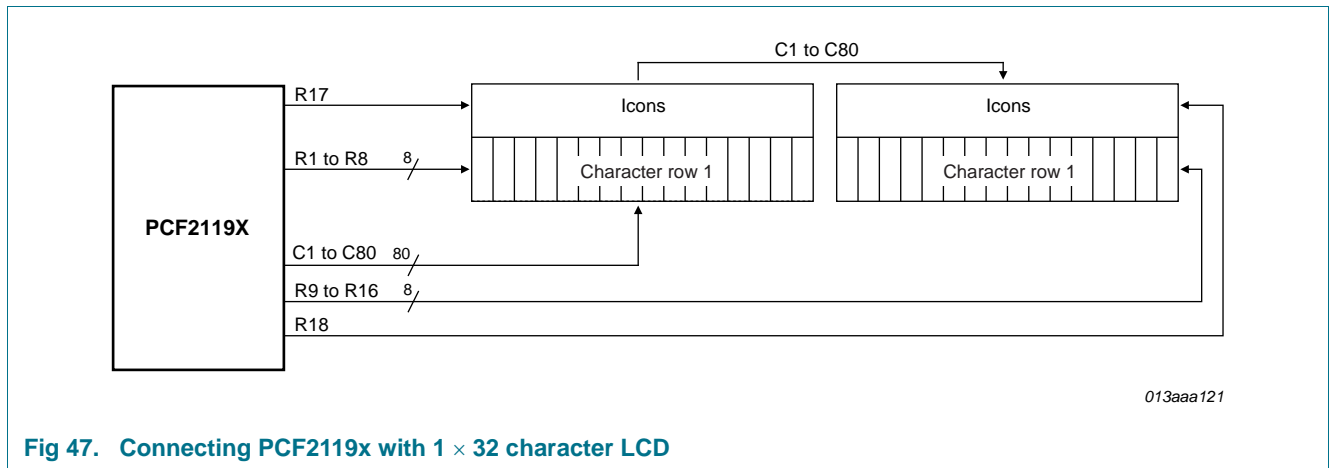 C1 to C80
R17
Icons
Icons
R1 to R8 8
Character row 1
Character row 1
PCF2119X
C1 to C80 80
R9 to R16 8
R18
013aaa121
Fig 47. Connecting PCF2119x with 1 × 32 character LCD